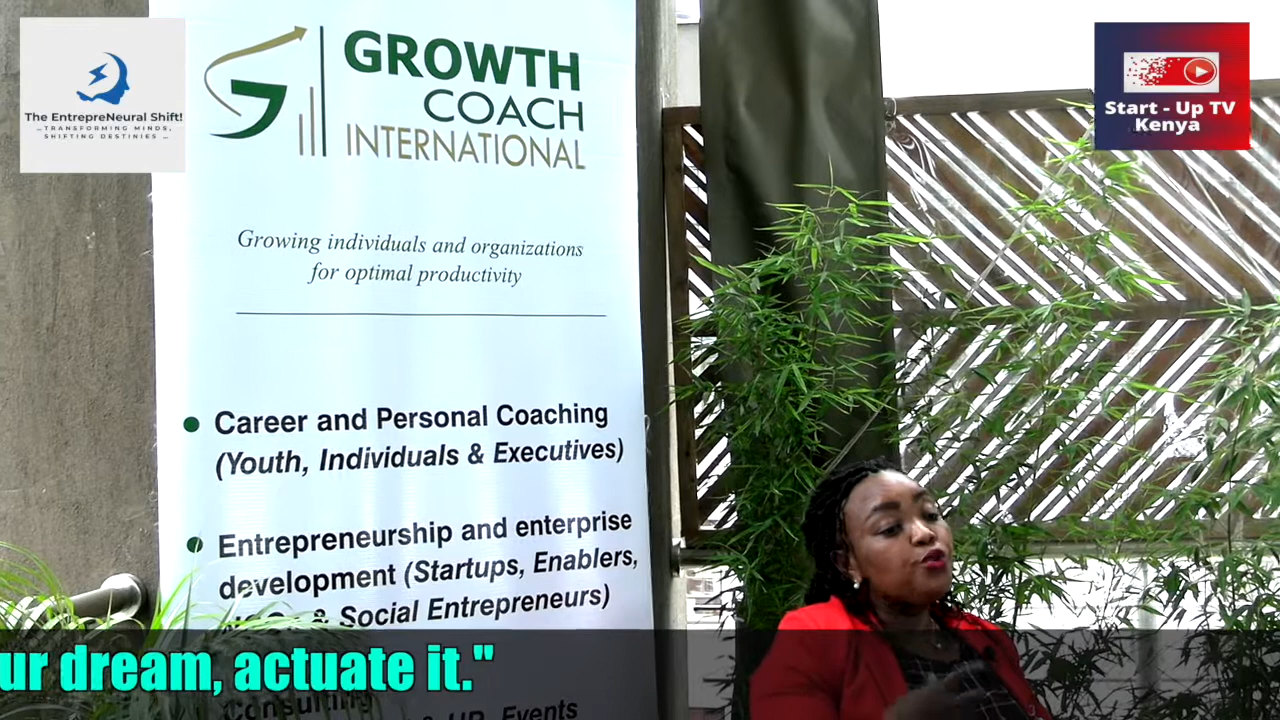 The EntrepreNeural Shift!
…TRANSFORMING MINDS,
SHIFTING DESTINIES …
GROWTH
COACH
INTERNATIONAL
Start - Up TV
Kenya
Growing individuals and organizations
for optimal productivity
Career and Personal Coaching
(Youth, Individuals & Executives)
Entrepreneurship and enterprise
development (Startups, Enablers,
& Social Entrepreneurs)
ur dream, actuate it."
Consulting
& HR, Events